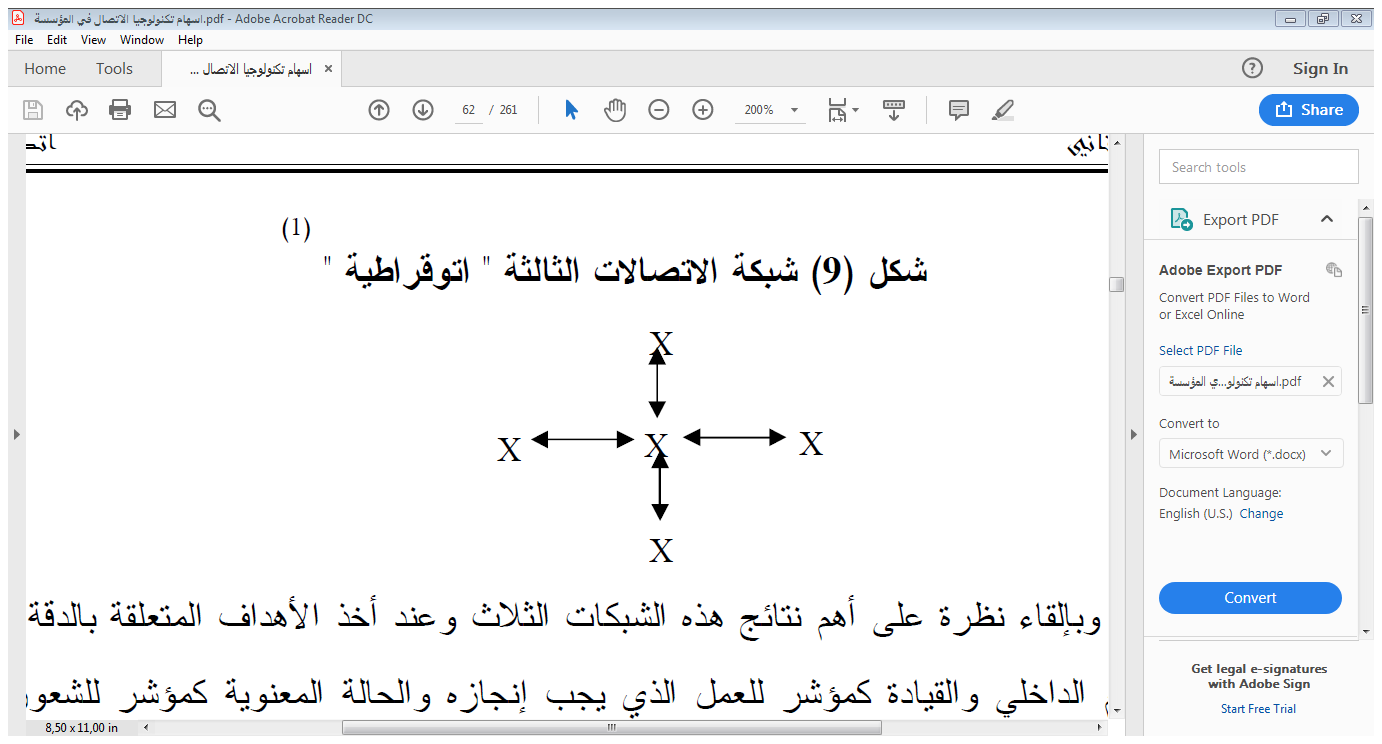 اسهام تكنولوجيا الاتصال في المؤسسة.pdf - Adobe Acrobat Reader DC
File Edit View Window Help
Home Tools اسهام تكنولوجيا الاتصال ... ×
Sign In
62 / 261
200%
Share
(1)
شكل (9) شبكة الاتصالات الثالثة " اتوقراطية "
X
X X X
X
وبإلقاء نظرة على أهم نتائج هذه الشبكات الثلاث وعند أخذ الأهداف المتعلقة بالدقة
الداخلي والقيادة كمؤشر للعمل الذي يجب إنجازه والحالة المعنوية كمؤشر للشعور
8,50 x 11,00 in
Search tools
Export PDF
Adobe Export PDF
Convert PDF Files to Word
or Excel Online
Select PDF File
اسهام تكنولو...ي المؤسسة.pdf
Convert to
Microsoft Word (*.docx)
Document Language:
English (U.S.) Change
Convert
Get legal e-signatures
with Adobe Sign
Start Free Trial